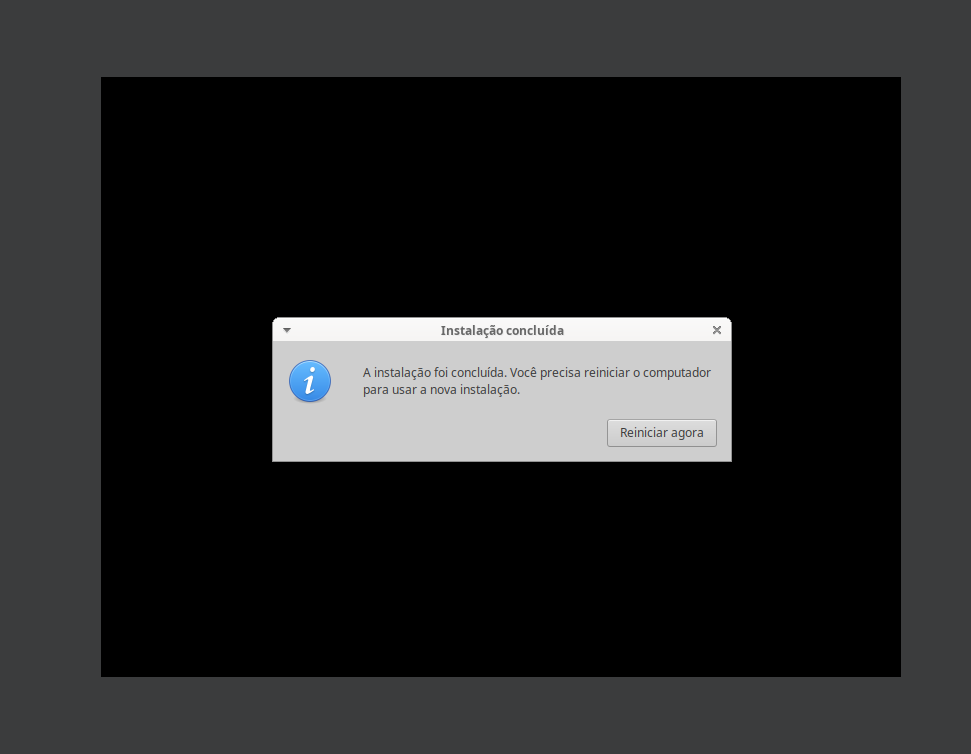 Instalação concluída
A instalação foi concluída. Você precisa reiniciar o computador
para usar a nova instalação.
Reiniciar agora